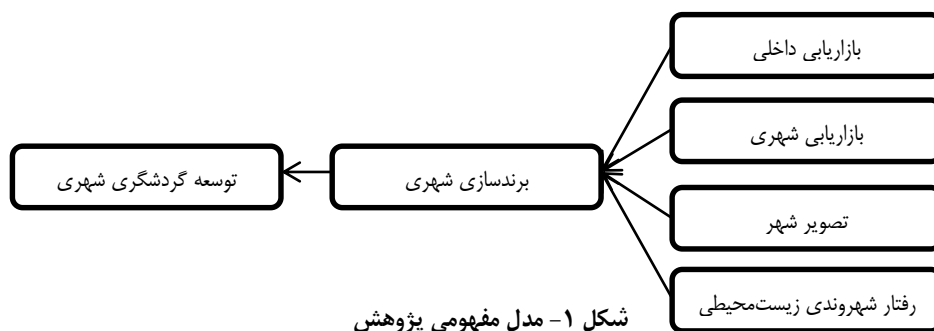 بازاریابی داخلی
بازاریابی شهری
برندسازی شهری
توسعه گردشگری شهری
تصویر شهر
رفتار شهروندی زیست‌محیطی
شکل ۱- مدل مفهومی پژوهش